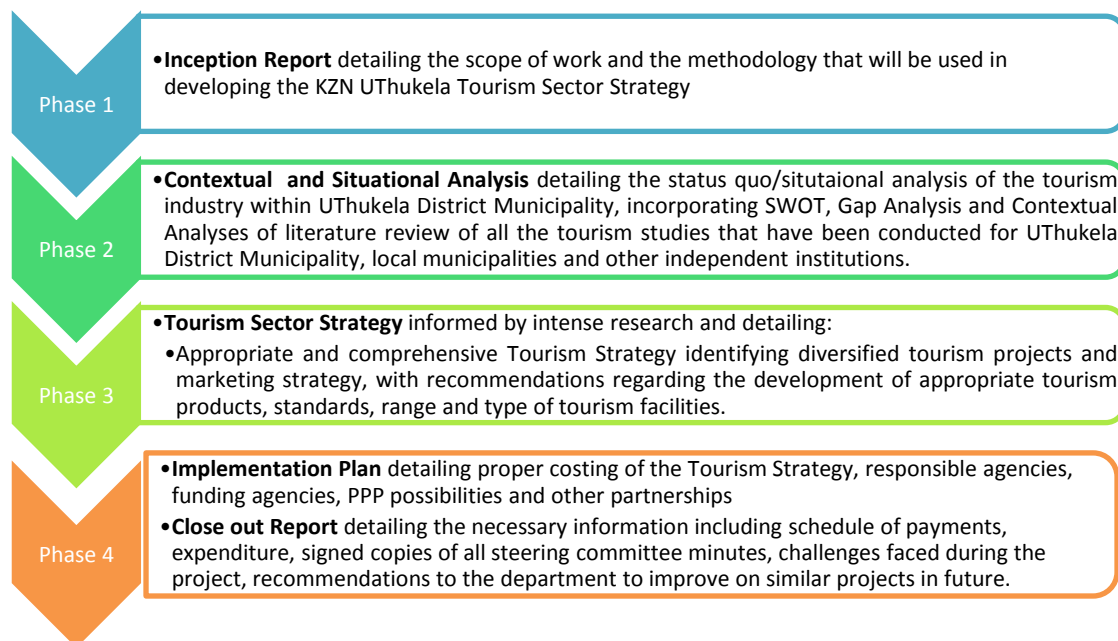 Phase 1
•Inception Report detailing the scope of work and the methodology that will be used in
developing the KZN UThukela Tourism Sector Strategy
Phase 2
•Contextual and Situational Analysis detailing the status quo/situtaional analysis of the tourism
industry within UThukela District Municipality, incorporating SWOT, Gap Analysis and Contextual
Analyses of literature review of all the tourism studies that have been conducted for UThukela
District Municipality, local municipalities and other independent institutions.
Phase 3
•Tourism Sector Strategy informed by intense research and detailing:
•Appropriate and comprehensive Tourism Strategy identifying diversified tourism projects and
marketing strategy, with recommendations regarding the development of appropriate tourism
products, standards, range and type of tourism facilities.
Phase 4
•Implementation Plan detailing proper costing of the Tourism Strategy, responsible agencies,
funding agencies, PPP possibilities and other partnerships
•Close out Report detailing the necessary information including schedule of payments,
expenditure, signed copies of all steering committee minutes, challenges faced during the
project, recommendations to the department to improve on similar projects in future.